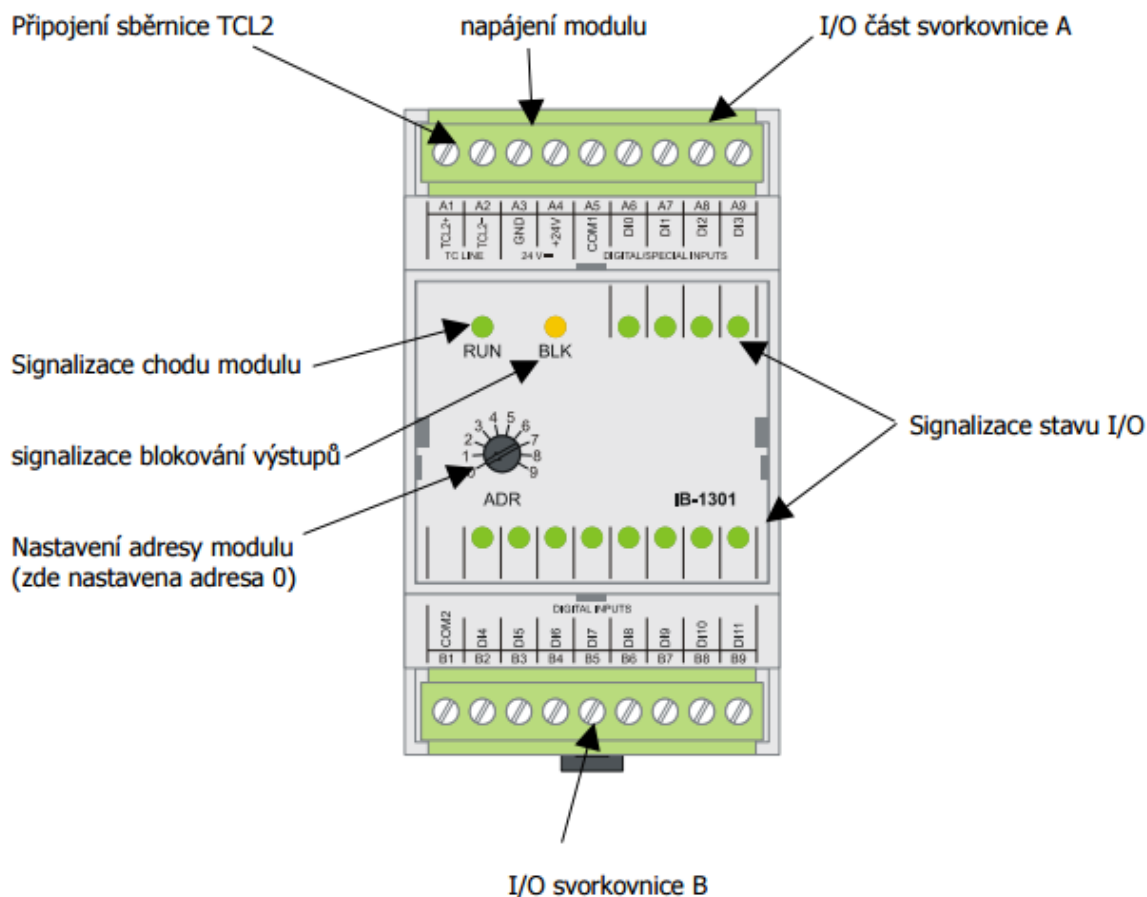 Připojení sběrnice TCL2
napájení modulu
I/O část svorkovnice A
A1 A2 A3 A4 A5 A6 A7 A8 A9
TCL2+ TCL2- GND +24V COM1 DI0 DI1 DI2 DI3
TC LINE 24 V DIGITAL/SPECIAL INPUTS
RUN BLK
Signalizace chodu modulu
signalizace blokování výstupů
Signalizace stavu I/O
0 1 2 3 4 5 6 7 8 9
ADR
IB-1301
Nastavení adresy modulu
(zde nastavena adresa 0)
DIGITAL INPUTS
COM2 DI4 DI5 DI6 DI7 DI8 DI9 DI10 DI11
B1 B2 B3 B4 B5 B6 B7 B8 B9
I/O svorkovnice B